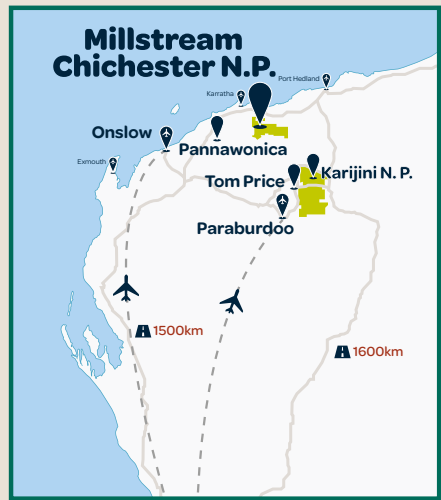 Millstream
Chichester N.P.
Port Hedland
Karratha
Onslow
Pannawonica
Exmouth
Karijini N. P.
Tom Price
Paraburdoo
1500km
1600km